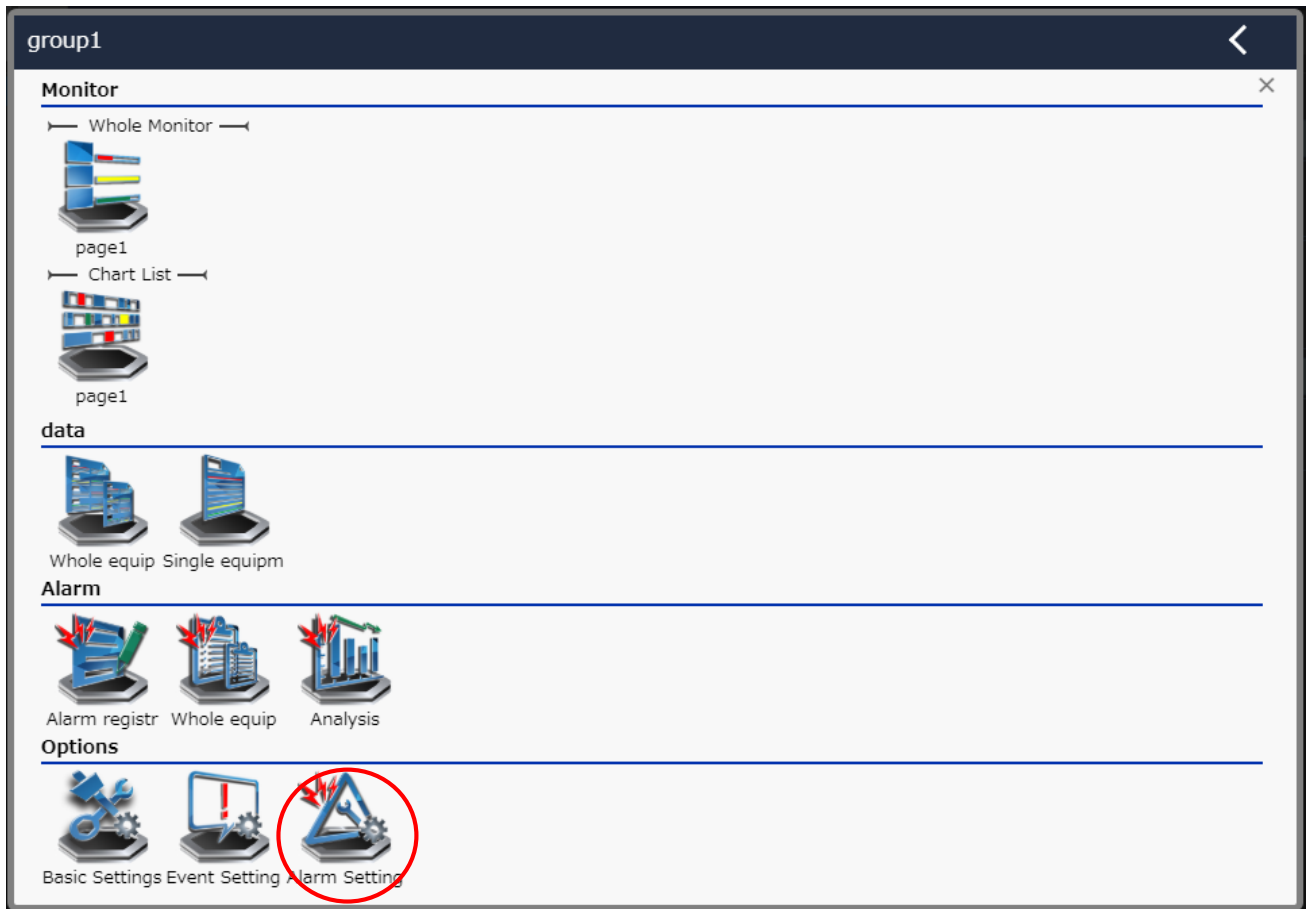 group1
Monitor
Whole Monitor
page1
Chart List
page1
data
Whole equip Single equipm
Alarm
Alarm registr Whole equip Analysis
Options
Basic Settings Event Setting Alarm Setting